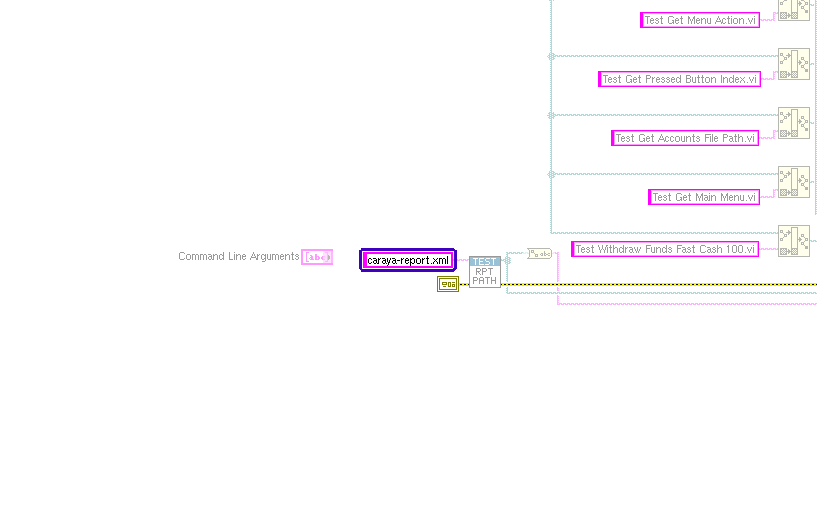 Test Get Menu Action.vi
Test Get Pressed Button Index.vi
Test Get Accounts File Path.vi
Test Get Main Menu.vi
Test Withdraw Funds Fast Cash 100.vi
Command Line Arguments
abc
caraya-report.xml
TEST
RPT
PATH
abc